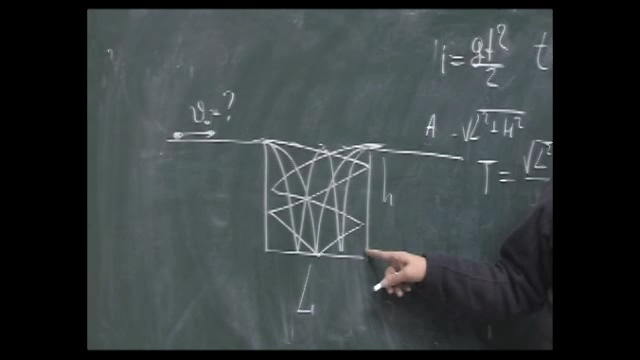 H = gt²/2 t
v₀ = ?
A √(L² + H²)
h
T = √L²
L